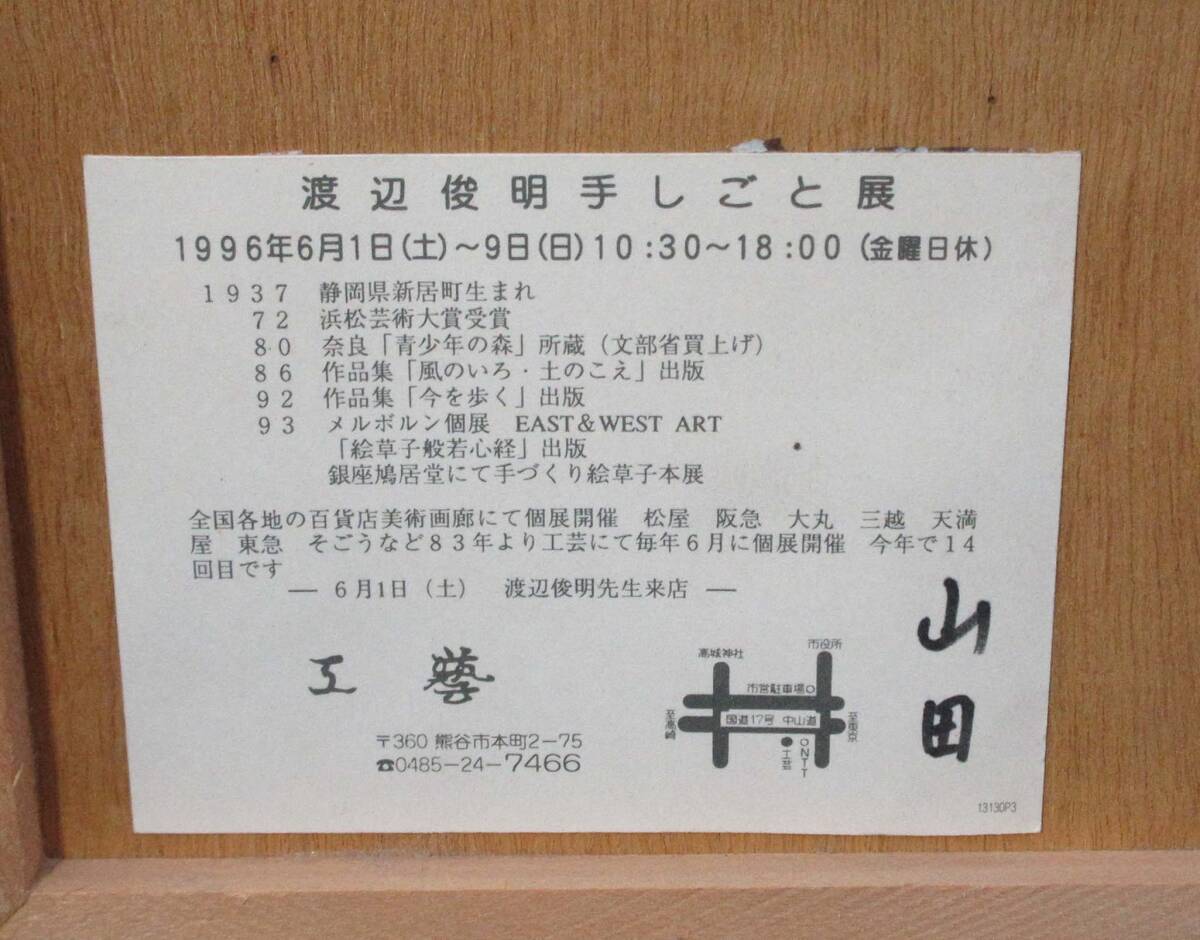 渡辺俊明手しごと展
1996年6月1日(土)~9日(日)10:30~18:00(金曜日休)
1937 静岡県新居町生まれ
72 浜松芸術大賞受賞
80 奈良「青少年の森」所蔵(文部省買上げ)
86 作品集「風のいろ・土のこえ」出版
92 作品集「今を歩く」出版
93 メルボルン個展 EAST&WEST ART
「絵草子般若心経」出版
銀座鳩居堂にて手づくり絵草子本展
全国各地の百貨店美術画廊にて個展開催 松屋 阪急 大丸 三越 天満
屋 東急 そごうなど83年より工芸にて毎年6月に個展開催 今年で14
回目です
― 6月1日(土) 渡辺俊明先生来店 ―
工藝
〒360 熊谷市本町2-75
☎0485-24-7466
高城神社
市役所
市営駐車場○
至高崎
国道17号 中山道
至東京
●工芸
○NTT
山田
13130P3